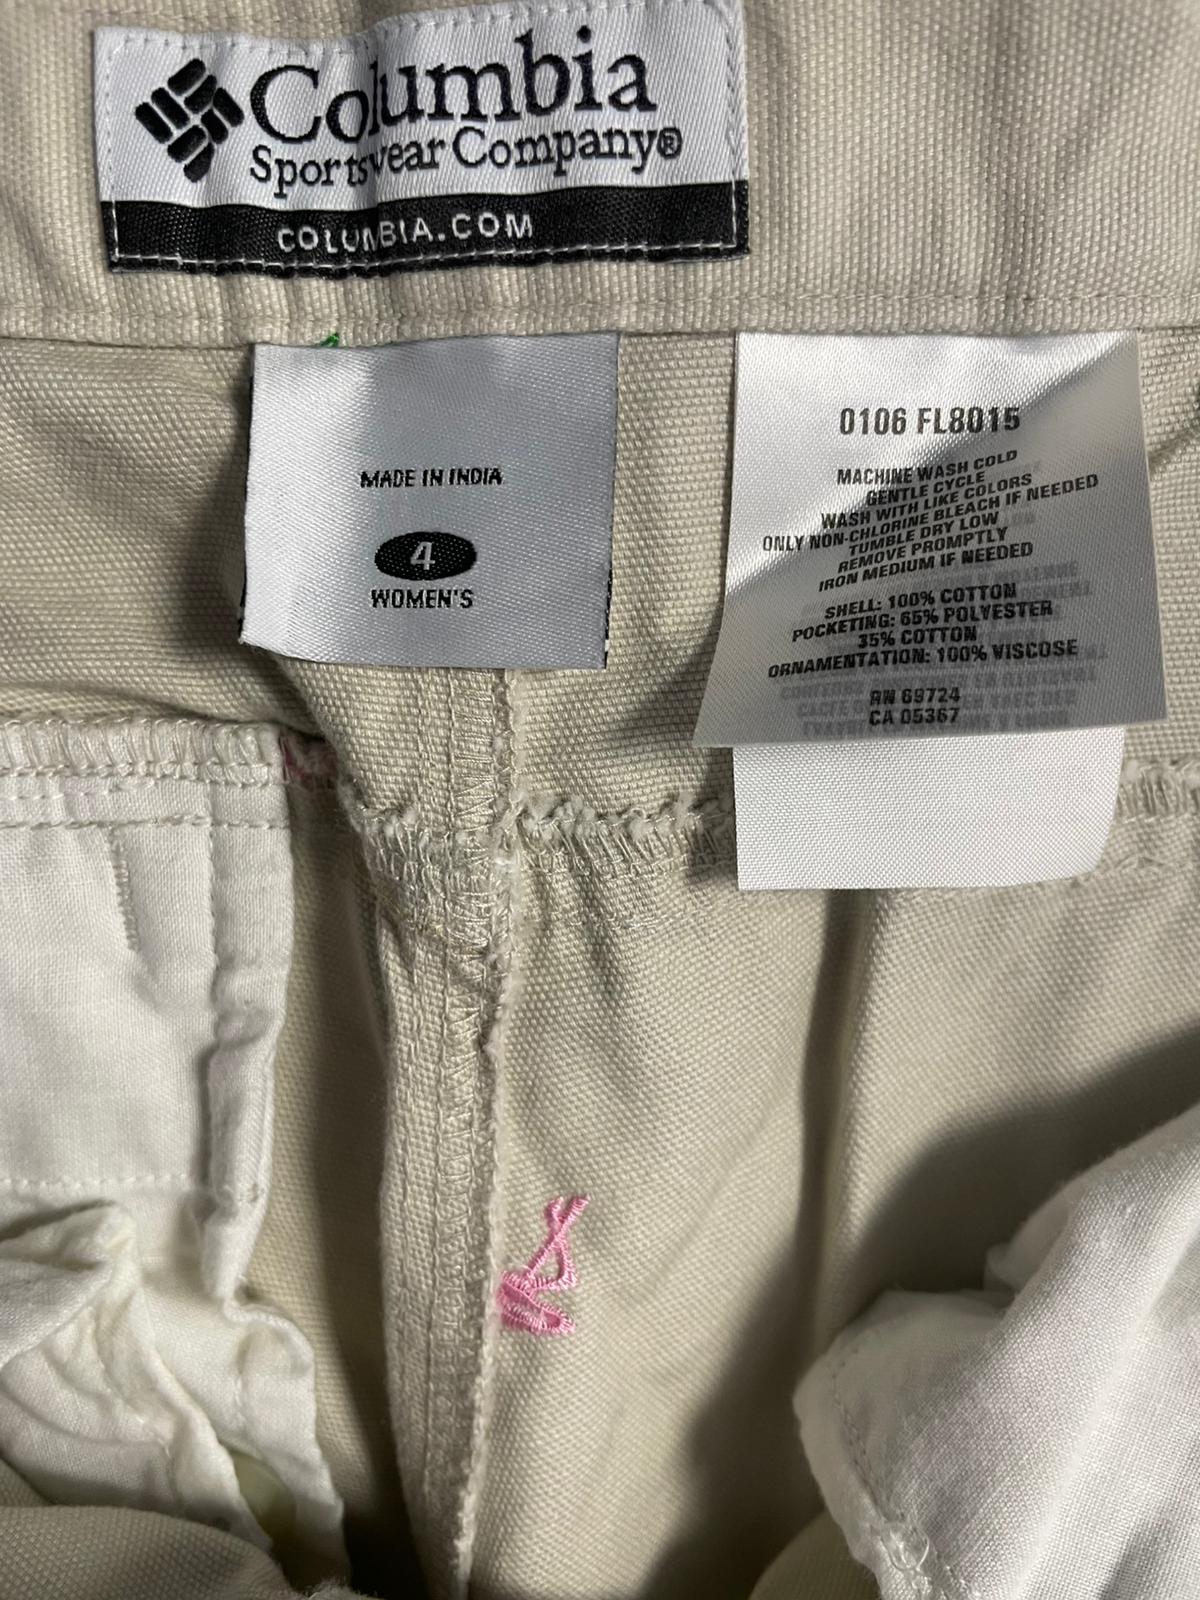 Columbia
Sportswear Company®
COLUMBIA.COM
MADE IN INDIA
4
WOMEN'S
0106 FL8015
MACHINE WASH COLD
GENTLE CYCLE
WASH WITH LIKE COLORS
ONLY NON-CHLORINE BLEACH IF NEEDED
TUMBLE DRY LOW
REMOVE PROMPTLY
IRON MEDIUM IF NEEDED
SHELL: 100% COTTON
POCKETING: 65% POLYESTER
35% COTTON
ORNAMENTATION: 100% VISCOSE
RN 69724
CA 05367